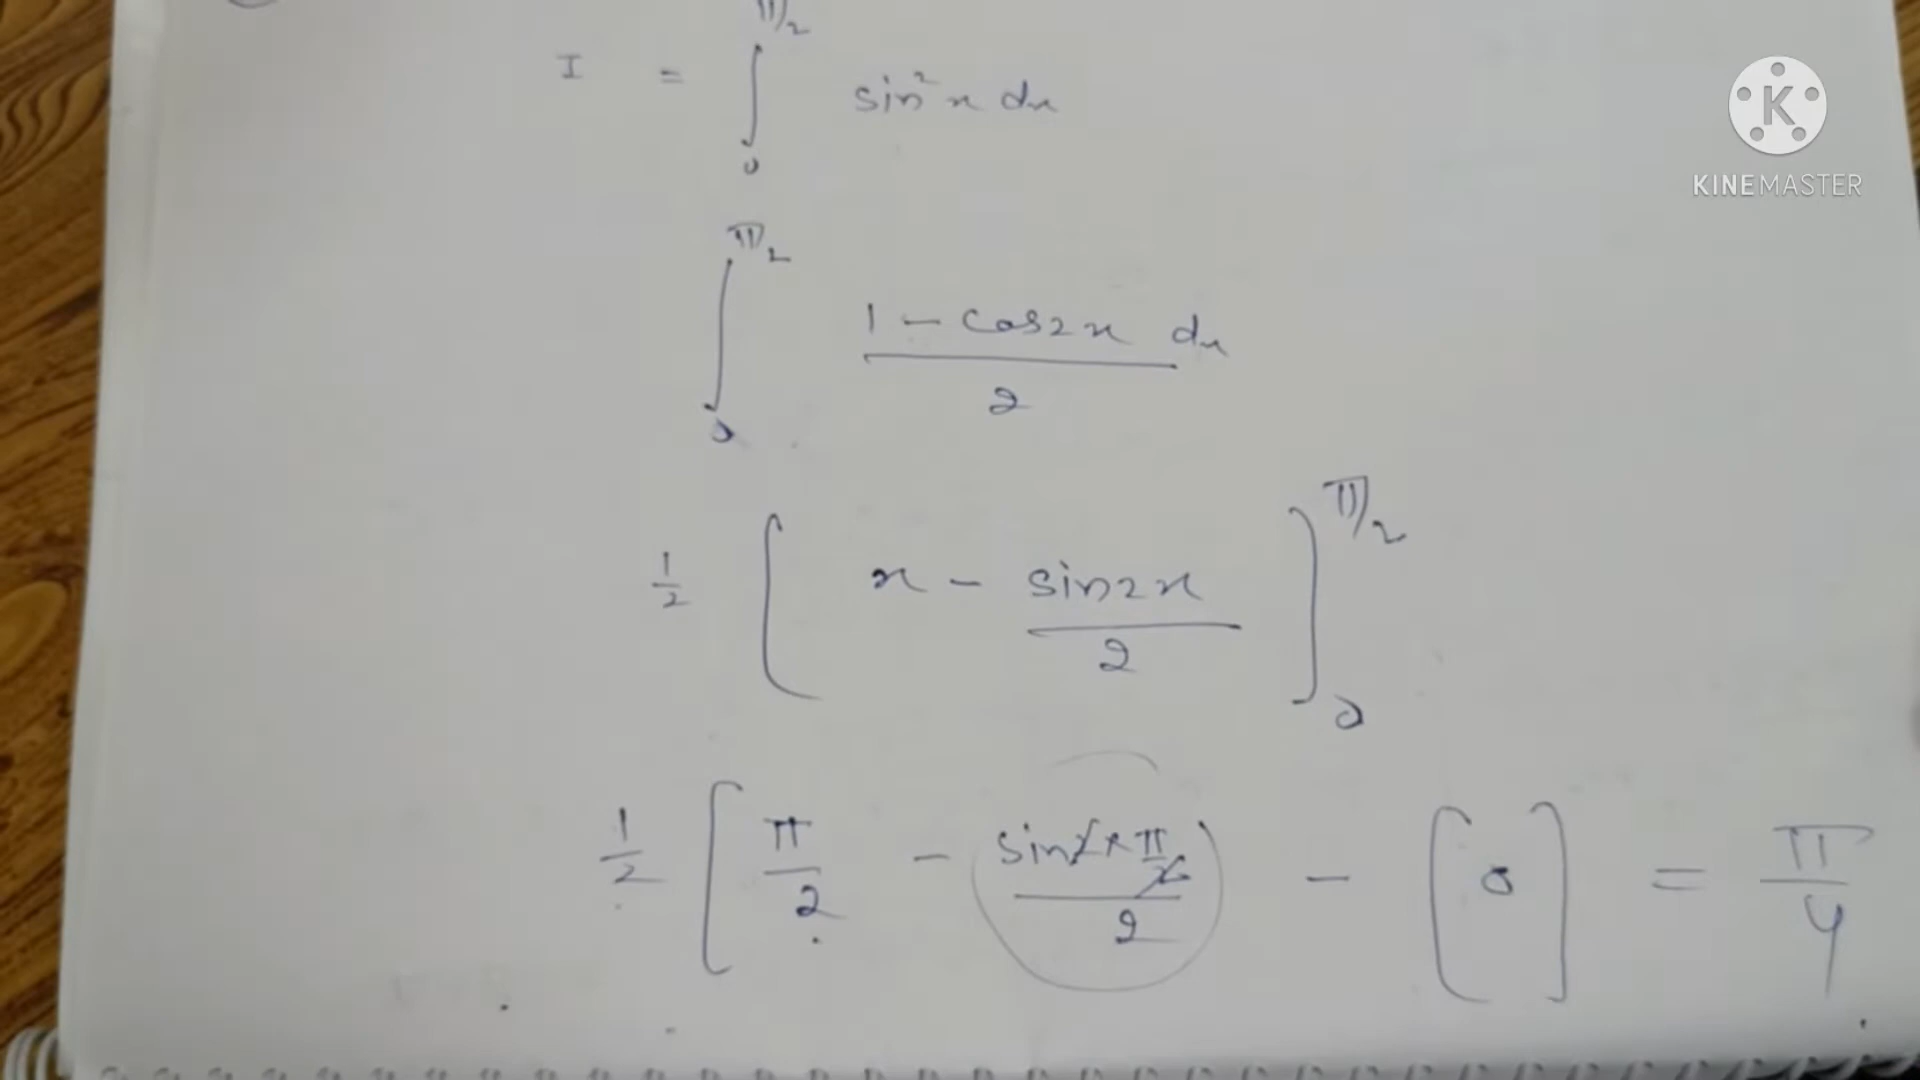 I = ∫₀^π/2 sin²x dx
K
KINEMASTER
∫₀^π/2 (1 - cos2x dx)/2
1/2 [ x - sin2x/2 ]₀^π/2
1/2 [ π/2 - (sin2×π/2)/2 ) - [ 0 ] = π/4